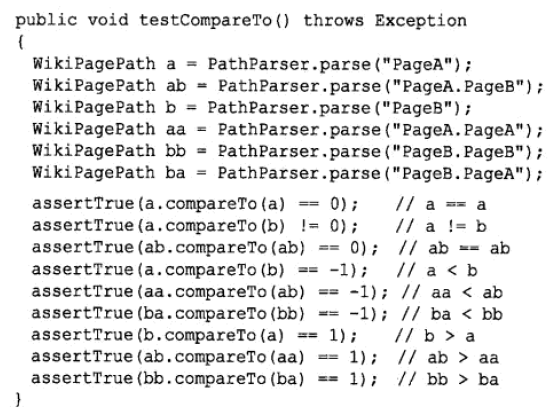 public void testCompareTo() throws Exception
{
  WikiPagePath a = PathParser.parse("PageA");
  WikiPagePath ab = PathParser.parse("PageA.PageB");
  WikiPagePath b = PathParser.parse("PageB");
  WikiPagePath aa = PathParser.parse("PageA.PageA");
  WikiPagePath bb = PathParser.parse("PageB.PageB");
  WikiPagePath ba = PathParser.parse("PageB.PageA");
  assertTrue(a.compareTo(a) == 0);    // a == a
  assertTrue(a.compareTo(b) != 0);    // a != b
  assertTrue(ab.compareTo(ab) == 0);  // ab == ab
  assertTrue(a.compareTo(b) == -1);   // a < b
  assertTrue(aa.compareTo(ab) == -1); // aa < ab
  assertTrue(ba.compareTo(bb) == -1); // ba < bb
  assertTrue(b.compareTo(a) == 1);    // b > a
  assertTrue(ab.compareTo(aa) == 1);  // ab > aa
  assertTrue(bb.compareTo(ba) == 1);  // bb > ba
}